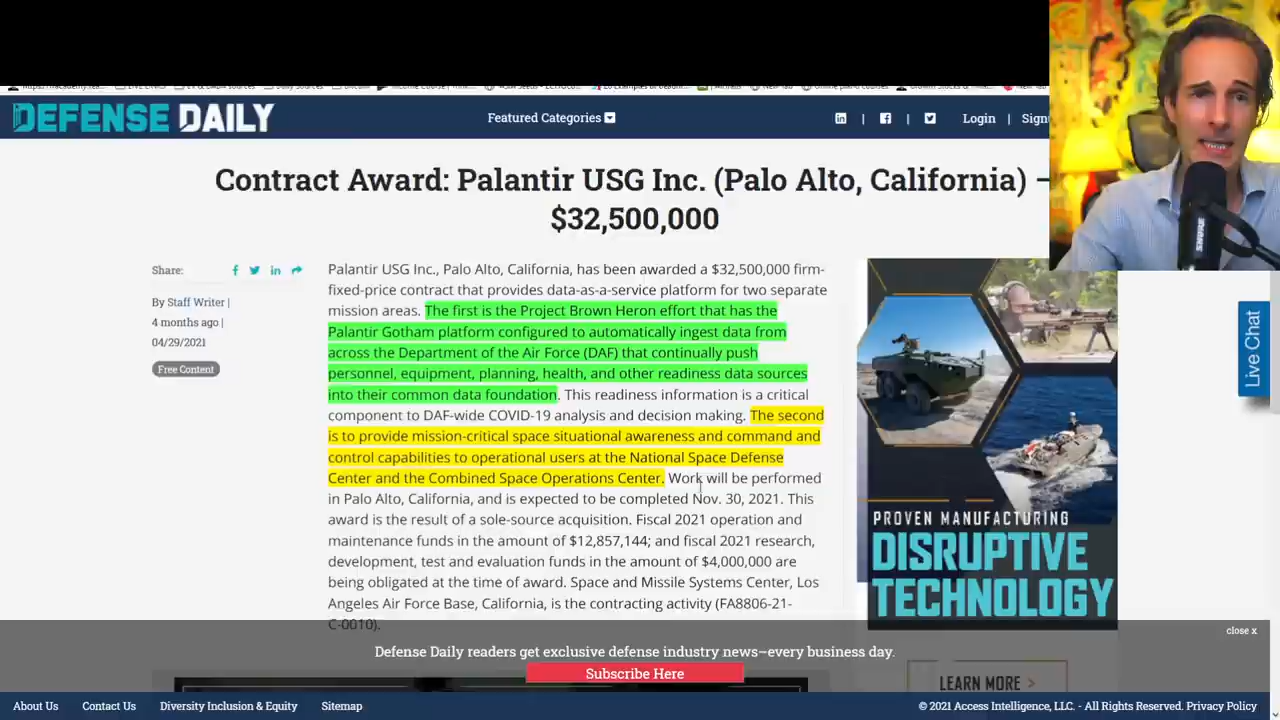 DEFENSE DAILY
Featured Categories
Login
Sign
Contract Award: Palantir USG Inc. (Palo Alto, California) –
$32,500,000
Share:
By Staff Writer |
4 months ago |
04/29/2021
Free Content
Palantir USG Inc., Palo Alto, California, has been awarded a $32,500,000 firm-
fixed-price contract that provides data-as-a-service platform for two separate
mission areas. The first is the Project Brown Heron effort that has the
Palantir Gotham platform configured to automatically ingest data from
across the Department of the Air Force (DAF) that continually push
personnel, equipment, planning, health, and other readiness data sources
into their common data foundation. This readiness information is a critical
component to DAF-wide COVID-19 analysis and decision making. The second
is to provide mission-critical space situational awareness and command and
control capabilities to operational users at the National Space Defense
Center and the Combined Space Operations Center. Work will be performed
in Palo Alto, California, and is expected to be completed Nov. 30, 2021. This
award is the result of a sole-source acquisition. Fiscal 2021 operation and
maintenance funds in the amount of $12,857,144; and fiscal 2021 research,
development, test and evaluation funds in the amount of $4,000,000 are
being obligated at the time of award. Space and Missile Systems Center, Los
Angeles Air Force Base, California, is the contracting activity (FA8806-21-
C-0010).
PROVEN MANUFACTURING
DISRUPTIVE
TECHNOLOGY
LEARN MORE >
Live Chat
SHURE
close x
Defense Daily readers get exclusive defense industry news–every business day.
Subscribe Here
About Us
Contact Us
Diversity Inclusion & Equity
Sitemap
© 2021 Access Intelligence, LLC. - All Rights Reserved. Privacy Policy